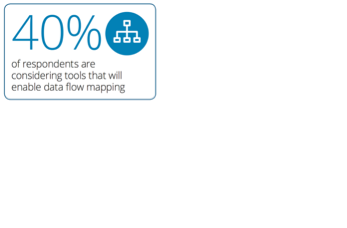 40%
of respondents are
considering tools that will
enable data flow mapping